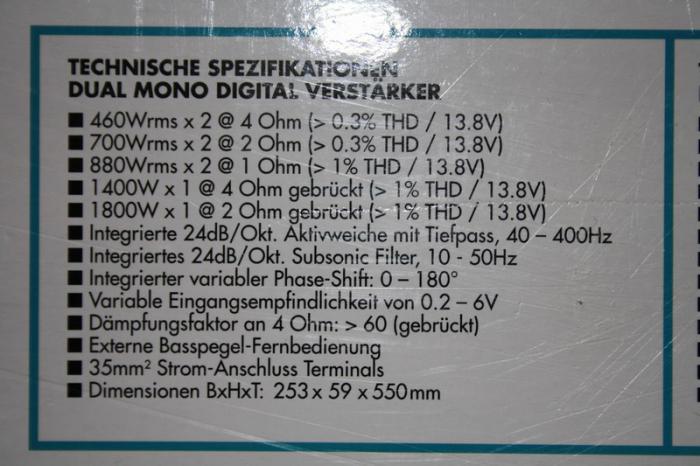 TECHNISCHE SPEZIFIKATIONEN
DUAL MONO DIGITAL VERSTÄRKER
■ 460Wrms x 2 @ 4 Ohm (> 0.3% THD / 13.8V)
■ 700Wrms x 2 @ 2 Ohm (> 0.3% THD / 13.8V)
■ 880Wrms x 2 @ 1 Ohm (> 1% THD / 13.8V)
■ 1400W x 1 @ 4 Ohm gebrückt (> 1% THD / 13.8V)
■ 1800W x 1 @ 2 Ohm gebrückt (> 1% THD / 13.8V)
■ Integrierte 24dB/Okt. Aktivweiche mit Tiefpass, 40 – 400Hz
■ Integriertes 24dB/Okt. Subsonic Filter, 10 - 50Hz
■ Integrierter variabler Phase-Shift: 0 – 180°
■ Variable Eingangsempfindlichkeit von 0.2 – 6V
■ Dämpfungsfaktor an 4 Ohm: > 60 (gebrückt)
■ Externe Basspegel-Fernbedienung
■ 35mm² Strom-Anschluss Terminals
■ Dimensionen BxHxT: 253 x 59 x 550mm